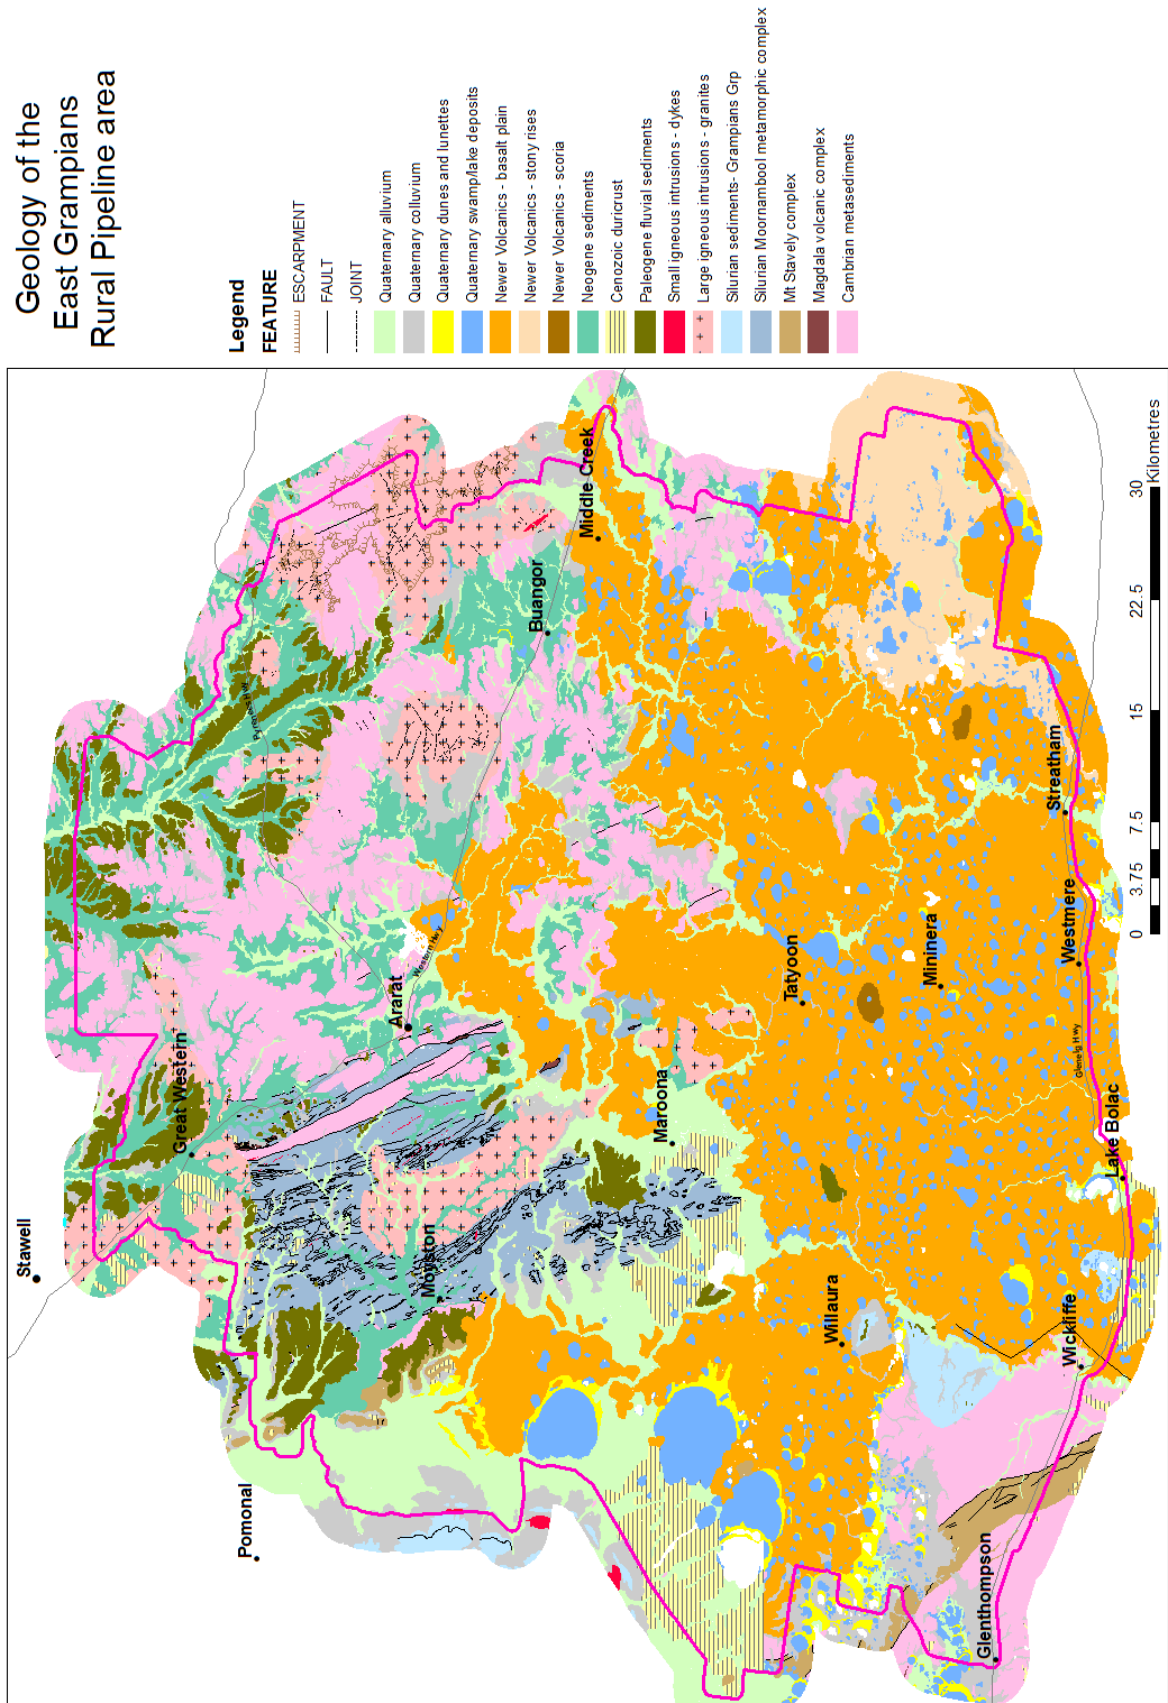 Geology of the
East Grampians
Rural Pipeline area
Legend
FEATURE
ESCARPMENT
FAULT
JOINT
Quaternary alluvium
Quaternary colluvium
Quaternary dunes and lunettes
Quaternary swamp/lake deposits
Newer Volcanics - basalt plain
Newer Volcanics - stony rises
Newer Volcanics - scoria
Neogene sediments
Cenozoic duricrust
Paleogene fluvial sediments
Small igneous intrusions - dykes
Large igneous intrusions - granites
Silurian sediments- Grampians Grp
Silurian Moornambool metamorphic complex
Mt Stavely complex
Magdala volcanic complex
Cambrian metasediments
Stawell
Great Western
Pyrenees Hwy
Pomonal
Ararat
Western Hwy
Moyston
Buangor
Middle Creek
Maroona
Tatyoon
Willaura
Mininera
Streatham
Westmere
Glenelg Hwy
Lake Bolac
Wickliffe
Glenthompson
0 3.75 7.5 15 22.5 30
Kilometres